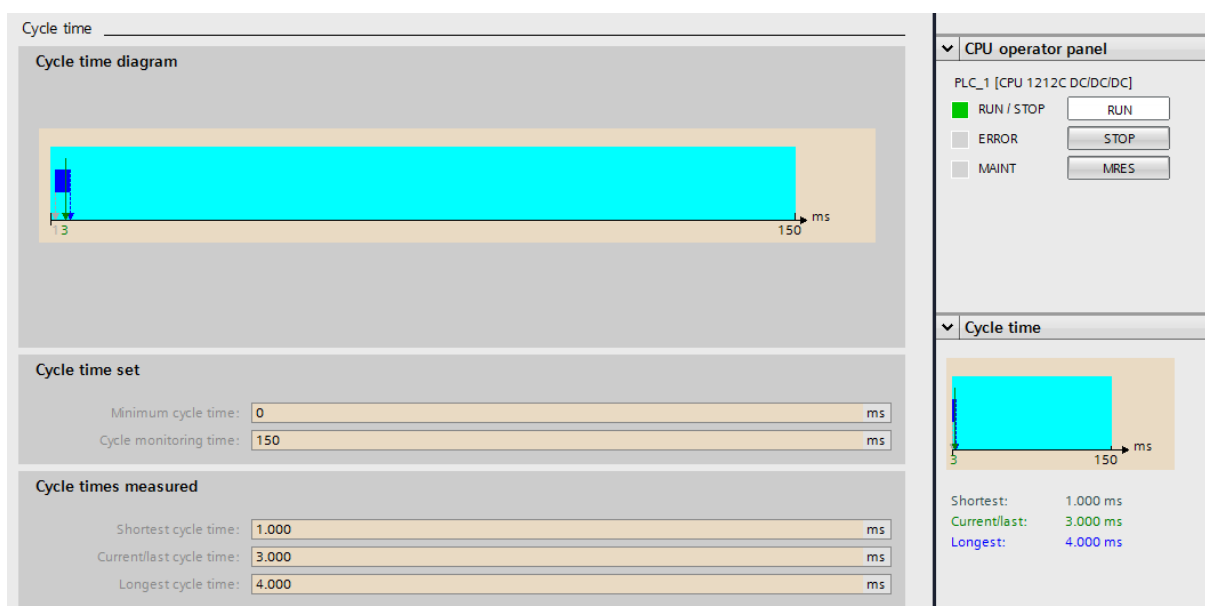 Cycle time
Cycle time diagram
ms
1 3
150
Cycle time set
Minimum cycle time: 0 ms
Cycle monitoring time: 150 ms
Cycle times measured
Shortest cycle time: 1.000 ms
Current/last cycle time: 3.000 ms
Longest cycle time: 4.000 ms
CPU operator panel
PLC_1 [CPU 1212C DC/DC/DC]
RUN / STOP RUN
ERROR STOP
MAINT MRES
Cycle time
ms
3 150
Shortest: 1.000 ms
Current/last: 3.000 ms
Longest: 4.000 ms